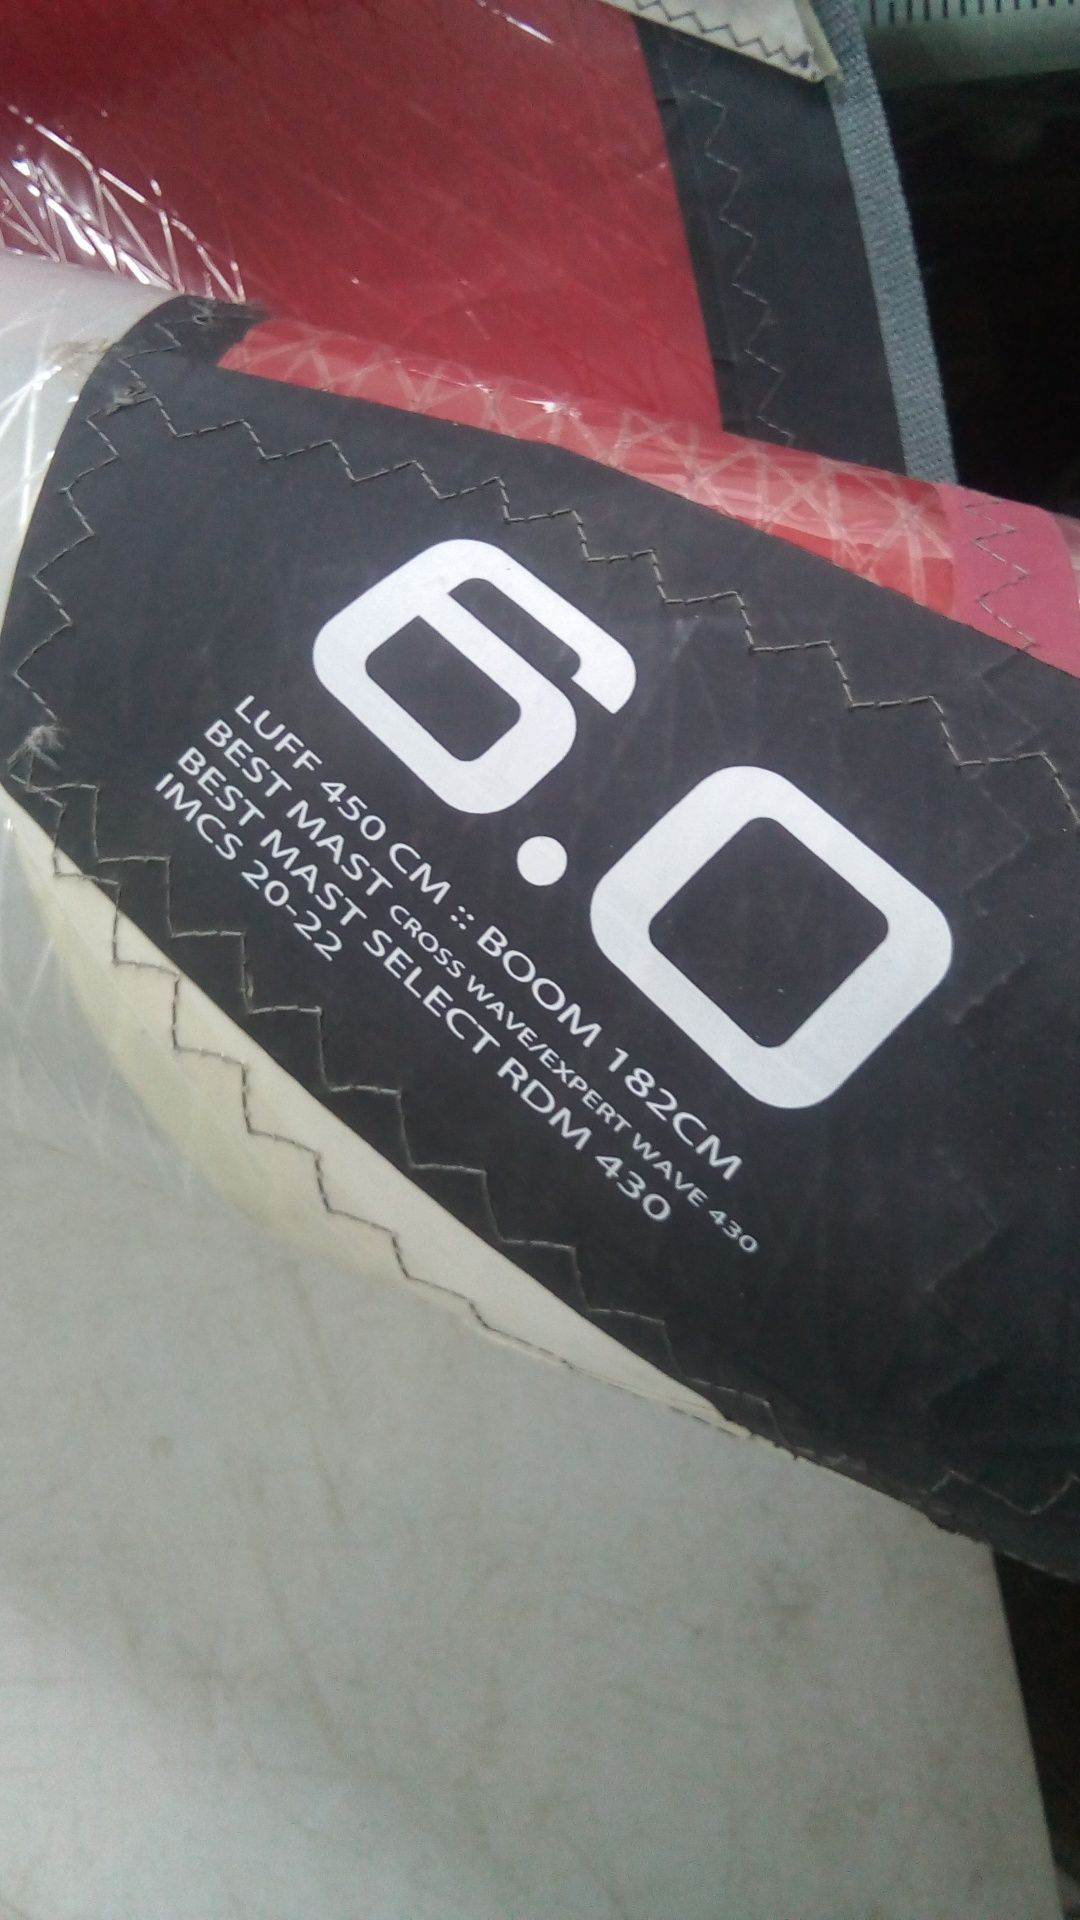 6.0
LUFF 450 CM :: BOOM 182CM
BEST MAST CROSS WAVE/EXPERT WAVE 430
BEST MAST SELECT RDM 430
IMCS 20-22